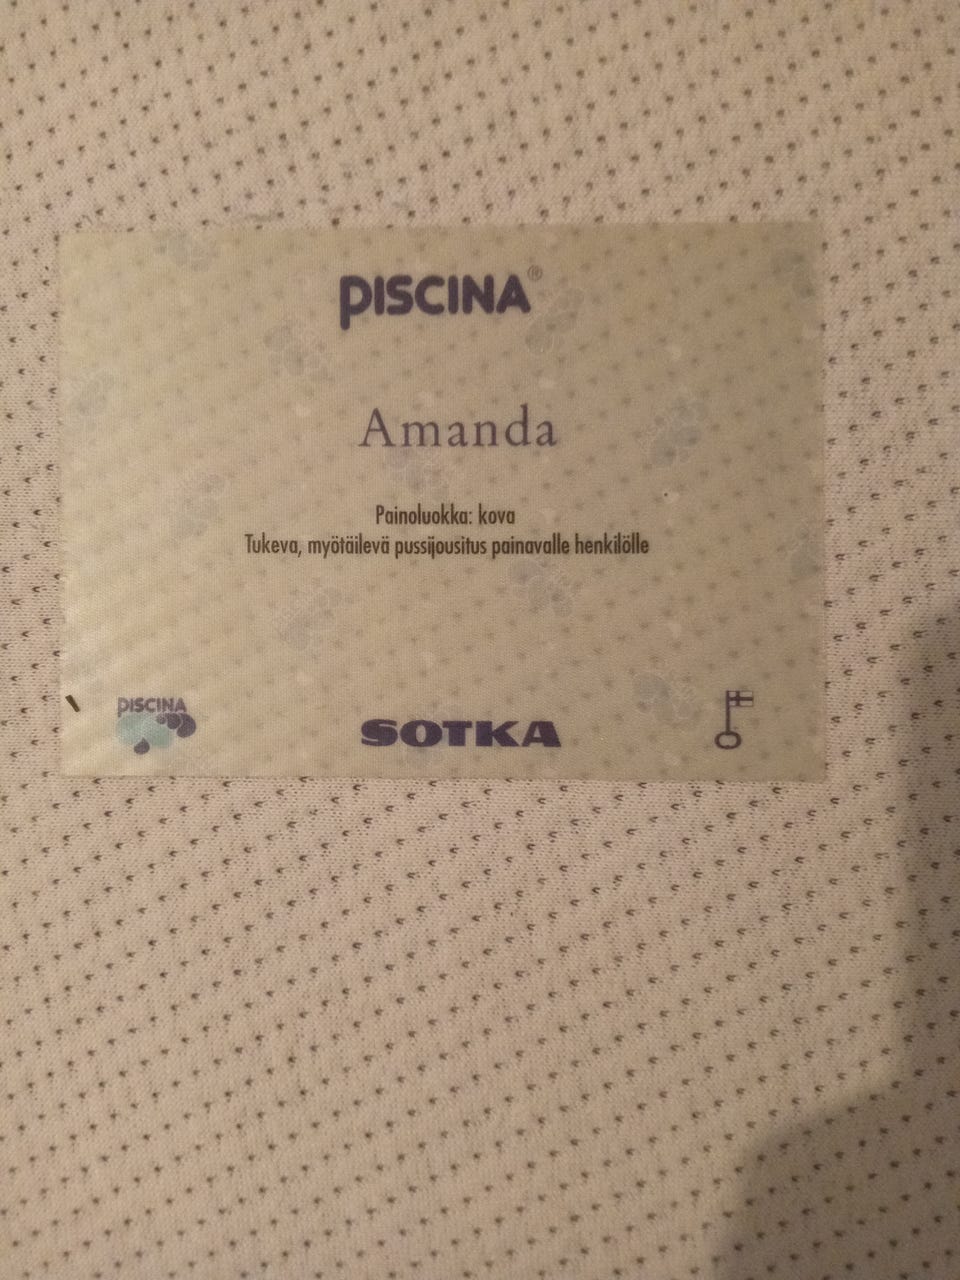 PISCINA®
Amanda
Painoluokka: kova
Tukeva, myötäilevä pussijousitus painavalle henkilölle
PISCINA
SOTKA